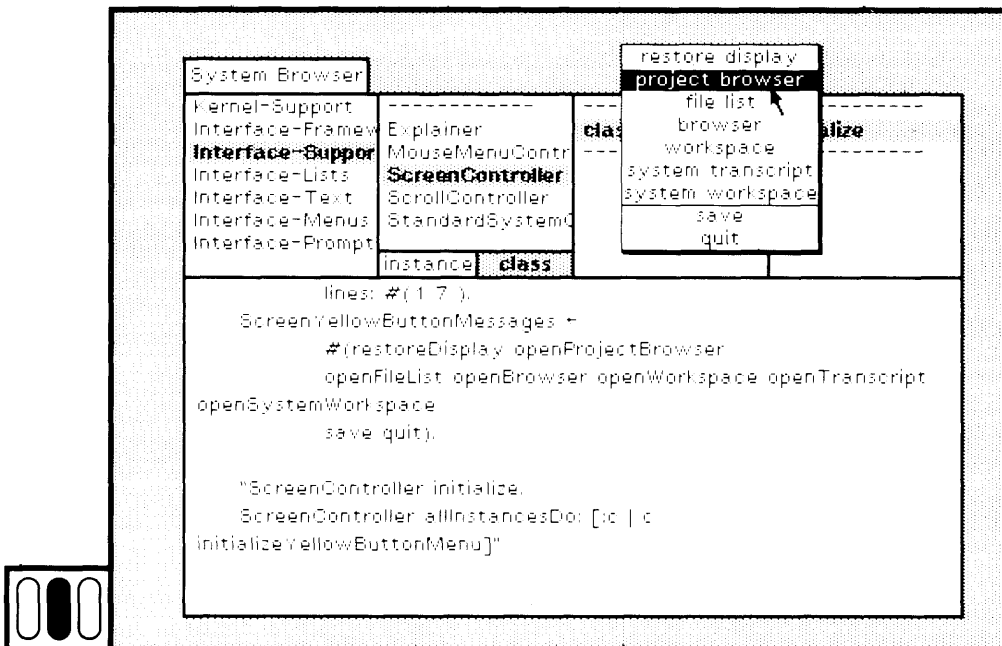 restore display
project browser
file list
browser
workspace
system transcript
system workspace
save
quit
System Browser
Kernel-Support
Interface-Framew
Interface-Suppor
Interface-Lists
Interface-Text
Interface-Menus
Interface-Prompt
------------
Explainer
MouseMenuContr
ScreenController
ScrollController
StandardSystemC
instance class
clas
alize
lines: #( 1 7 ).
ScreenYellowButtonMessages ←
#(restoreDisplay openProjectBrowser
openFileList openBrowser openWorkspace openTranscript
openSystemWorkspace
save quit).
"ScreenController initialize.
ScreenController allInstancesDo: [:c | c
initializeYellowButtonMenu]"